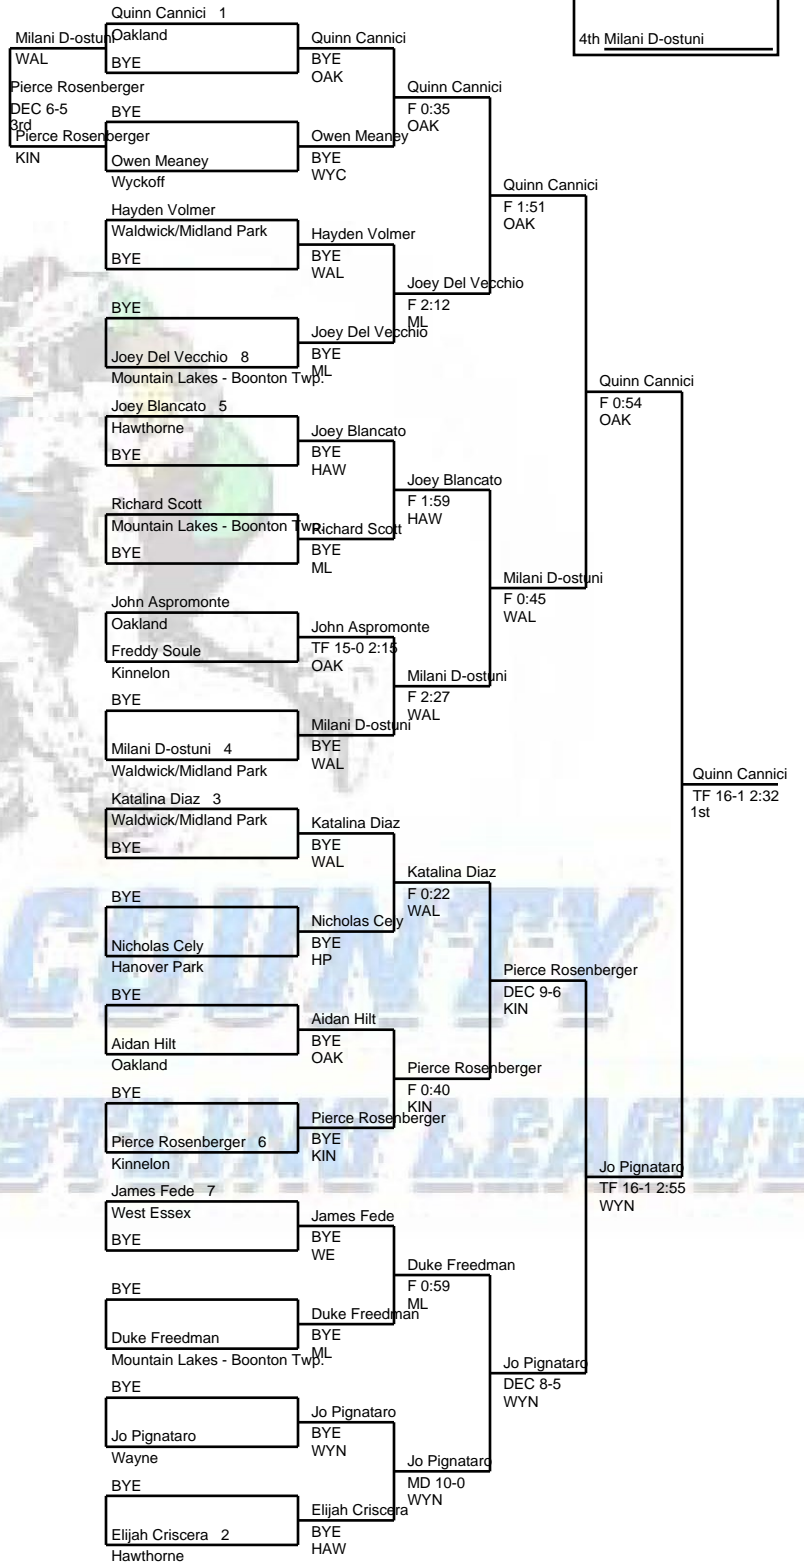 4th Milani D-ostuni
Milani D-ostuni
WAL
Pierce Rosenberger
DEC 6-5
3rd
Pierce Rosenberger
KIN
Quinn Cannici 1
Oakland
BYE
BYE
Owen Meaney
Wyckoff
Hayden Volmer
Waldwick/Midland Park
BYE
BYE
Joey Del Vecchio 8
Mountain Lakes - Boonton Twp.
Joey Blancato 5
Hawthorne
BYE
Richard Scott
Mountain Lakes - Boonton Twp.
BYE
John Aspromonte
Oakland
Freddy Soule
Kinnelon
BYE
Milani D-ostuni 4
Waldwick/Midland Park
Katalina Diaz 3
Waldwick/Midland Park
BYE
BYE
Nicholas Cely
Hanover Park
BYE
Aidan Hilt
Oakland
BYE
Pierce Rosenberger 6
Kinnelon
James Fede 7
West Essex
BYE
BYE
Duke Freedman
Mountain Lakes - Boonton Twp.
BYE
Jo Pignataro
Wayne
BYE
Elijah Criscera 2
Hawthorne
Quinn Cannici
BYE
OAK
Owen Meaney
BYE
WYC
Hayden Volmer
BYE
WAL
Joey Del Vecchio
BYE
ML
Joey Blancato
BYE
HAW
Richard Scott
BYE
ML
John Aspromonte
TF 15-0 2:15
OAK
Milani D-ostuni
BYE
WAL
Katalina Diaz
BYE
WAL
Nicholas Cely
BYE
HP
Aidan Hilt
BYE
OAK
Pierce Rosenberger
BYE
KIN
James Fede
BYE
WE
Duke Freedman
BYE
ML
Jo Pignataro
BYE
WYN
Elijah Criscera
BYE
HAW
Quinn Cannici
F 0:35
OAK
Joey Del Vecchio
F 2:12
ML
Joey Blancato
F 1:59
HAW
Milani D-ostuni
F 2:27
WAL
Katalina Diaz
F 0:22
WAL
Pierce Rosenberger
F 0:40
KIN
Duke Freedman
F 0:59
ML
Jo Pignataro
MD 10-0
WYN
Quinn Cannici
F 1:51
OAK
Milani D-ostuni
F 0:45
WAL
Pierce Rosenberger
DEC 9-6
KIN
Jo Pignataro
DEC 8-5
WYN
Quinn Cannici
F 0:54
OAK
Jo Pignataro
TF 16-1 2:55
WYN
Quinn Cannici
TF 16-1 2:32
1st
COUNTY
LEAGUE